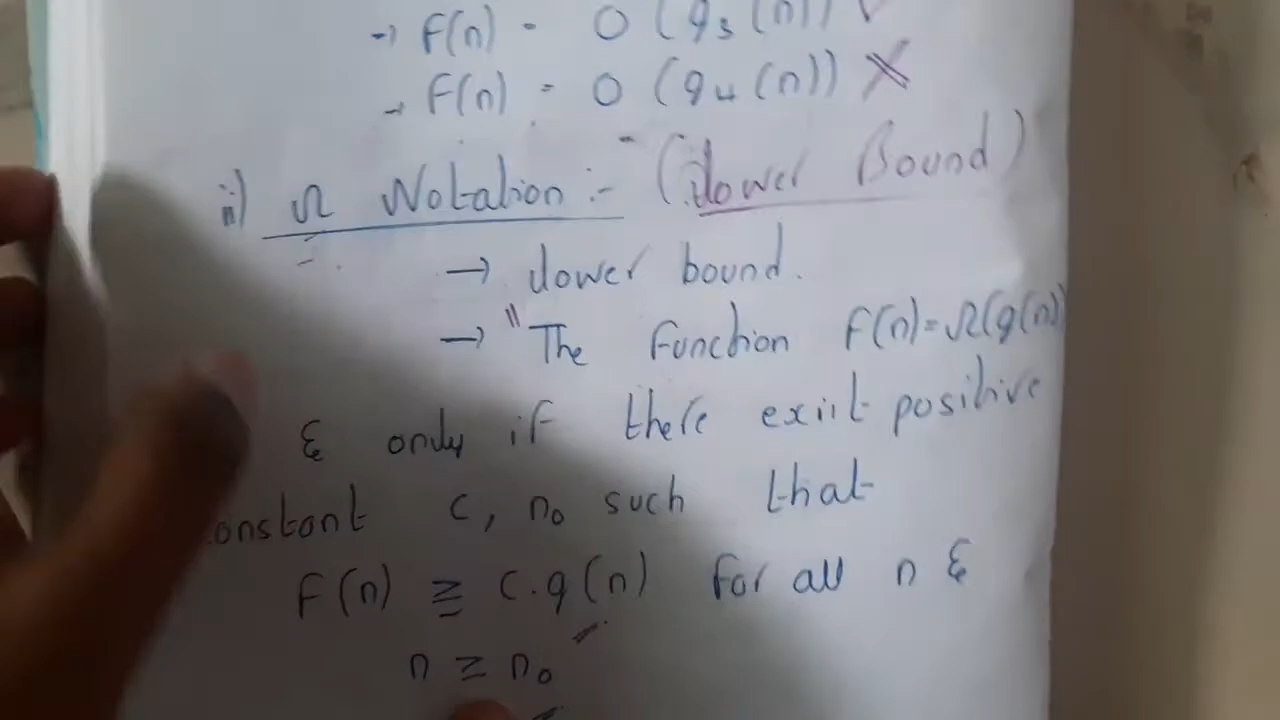 → F(n) = O (g3 (n)) ✓
→ F(n) = O (g4 (n)) ✗
ii) Ω Notation :- (lower Bound)
→ lower bound.
→ "The Function F(n)=Ω(g(n)
& only if there exist positive
onstant c, n₀ such that
F(n) ≥ c.g(n) for all n &
n ≥ n₀